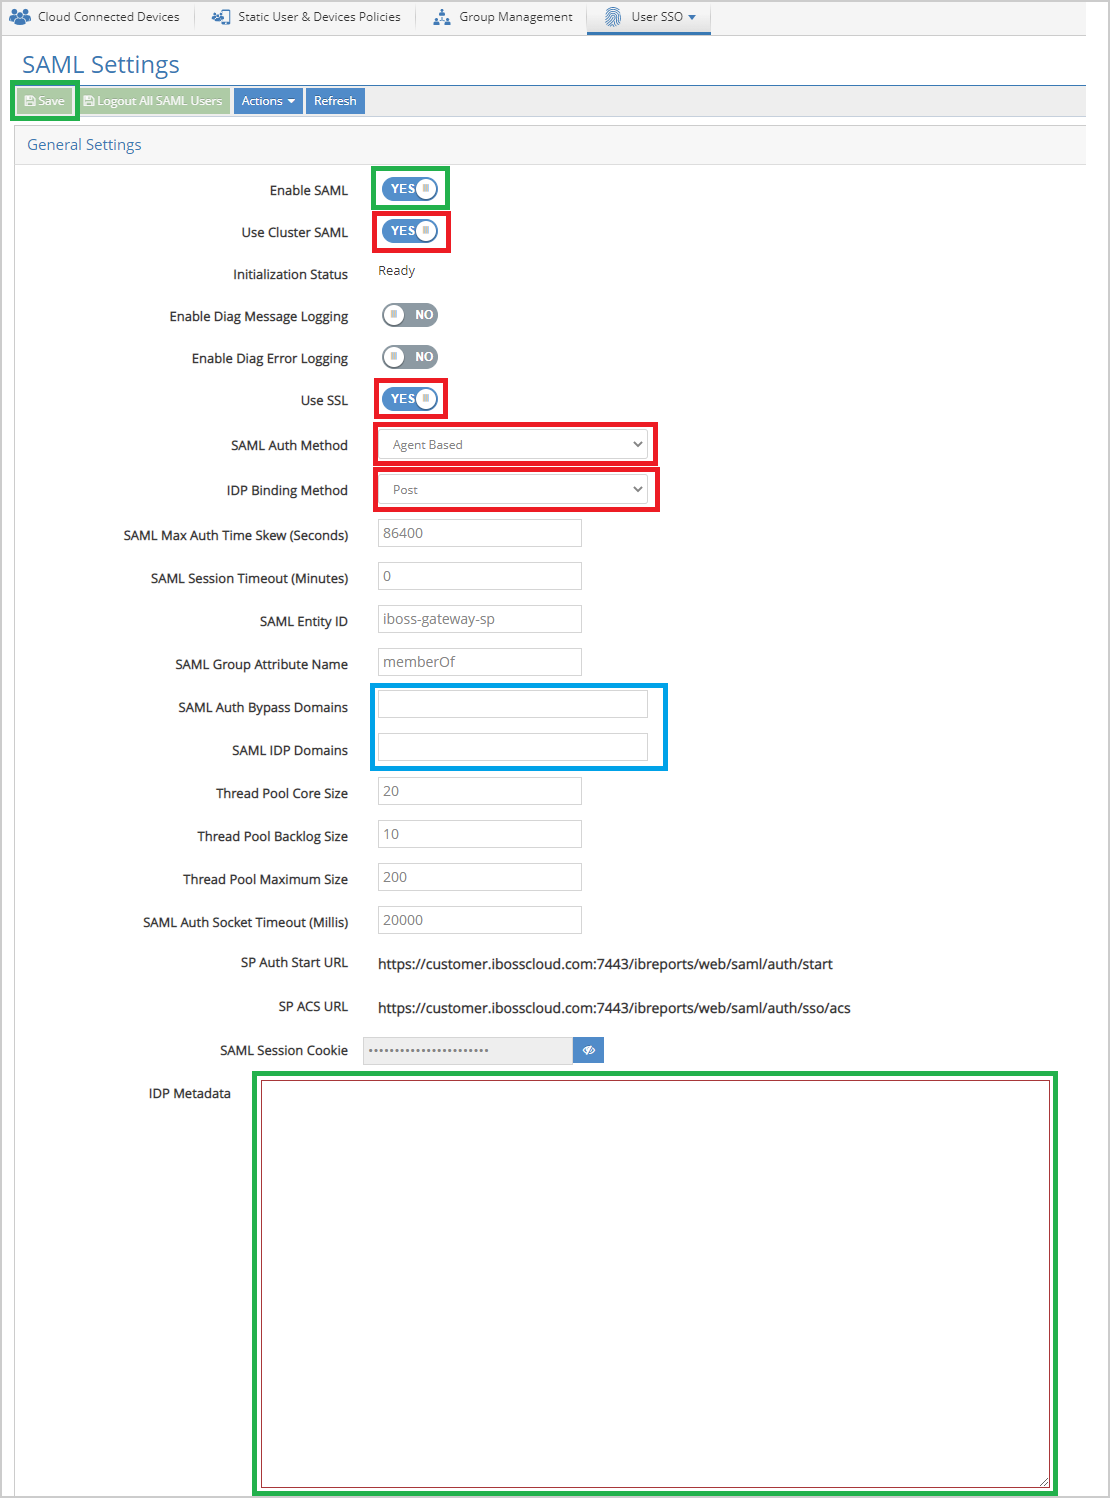 Cloud Connected Devices Static User & Devices Policies Group Management User SSO
SAML Settings
Save Logout All SAML Users Actions Refresh
General Settings
Enable SAML YES
Use Cluster SAML YES
Initialization Status Ready
Enable Diag Message Logging NO
Enable Diag Error Logging NO
Use SSL YES
SAML Auth Method Agent Based
IDP Binding Method Post
SAML Max Auth Time Skew (Seconds) 86400
SAML Session Timeout (Minutes) 0
SAML Entity ID iboss-gateway-sp
SAML Group Attribute Name memberOf
SAML Auth Bypass Domains
SAML IDP Domains
Thread Pool Core Size 20
Thread Pool Backlog Size 10
Thread Pool Maximum Size 200
SAML Auth Socket Timeout (Millis) 20000
SP Auth Start URL https://customer.ibosscloud.com:7443/ibreports/web/saml/auth/start
SP ACS URL https://customer.ibosscloud.com:7443/ibreports/web/saml/auth/sso/acs
SAML Session Cookie •••••••••••••••••••••••
IDP Metadata